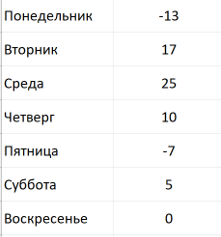 Понедельник -13
Вторник 17
Среда 25
Четверг 10
Пятница -7
Суббота 5
Воскресенье 0